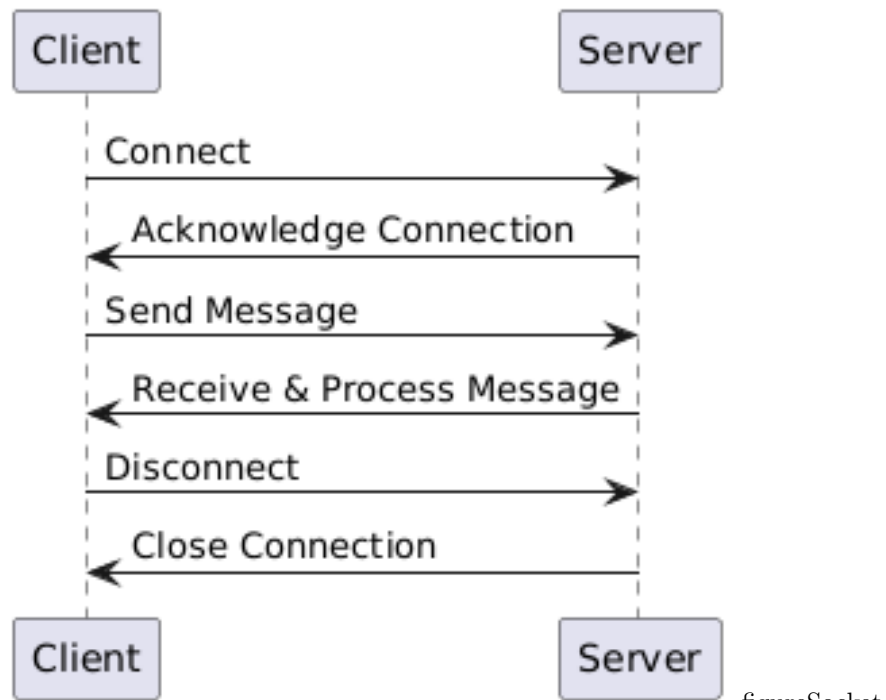 Client Server
Connect
Acknowledge Connection
Send Message
Receive & Process Message
Disconnect
Close Connection
Client Server